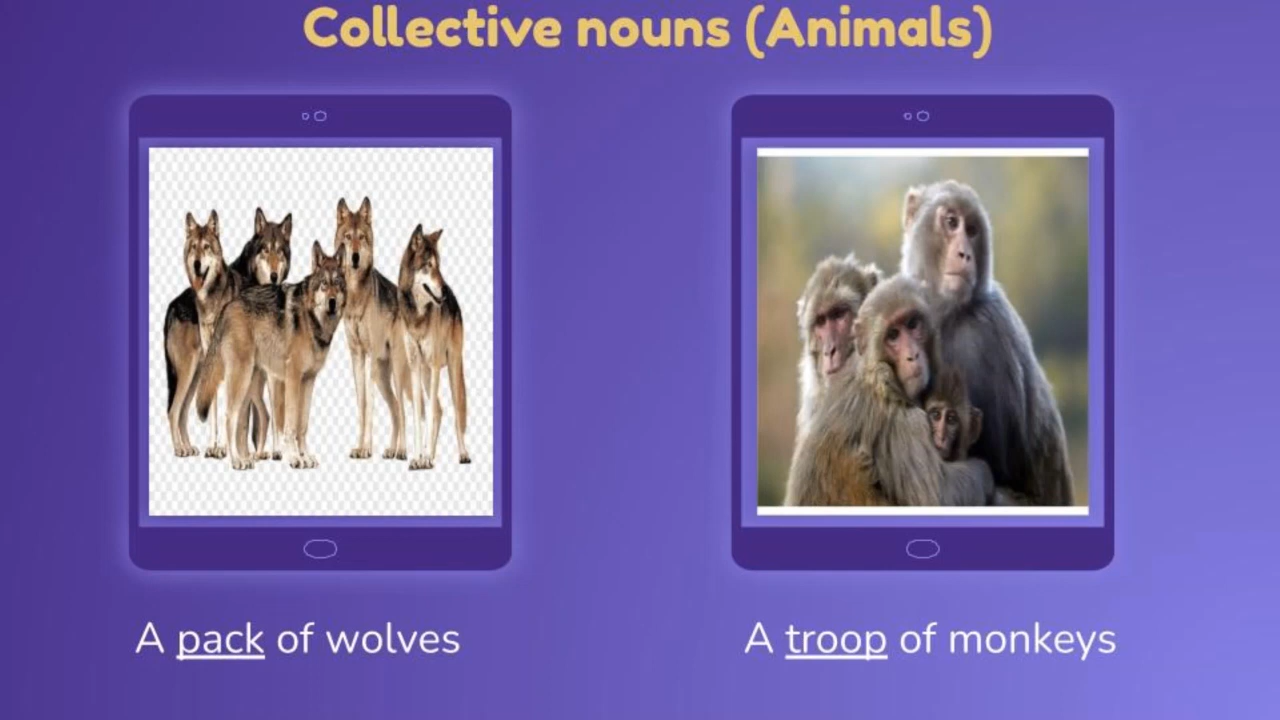 Collective nouns (Animals)
A pack of wolves
A troop of monkeys